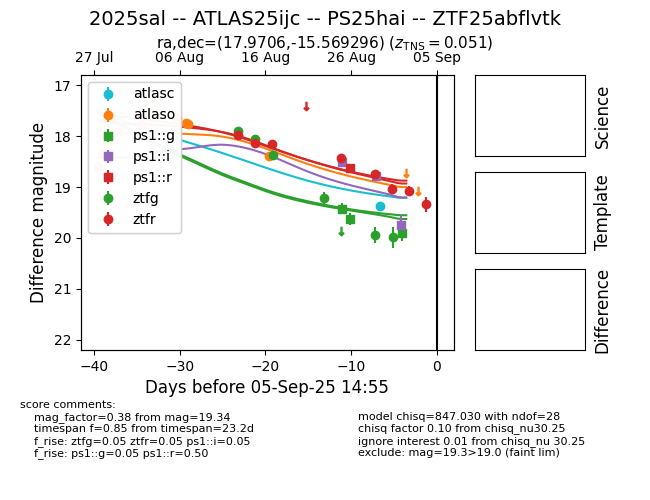 2025sal -- ATLAS25ijc -- PS25hai -- ZTF25abflvtk
ra,dec=(17.9706,-15.569296) (zTNS = 0.051)
27 Jul 06 Aug 16 Aug 26 Aug 05 Sep
17
18
19
20
21
22
Difference magnitude
atlasc
atlaso
ps1::g
ps1::i
ps1::r
ztfg
ztfr
−40 −30 −20 −10 0
Days before 05-Sep-25 14:55
Science
Template
Difference
score comments:
mag_factor=0.38 from mag=19.34
timespan f=0.85 from timespan=23.2d
f_rise: ztfg=0.05 ztfr=0.05 ps1::i=0.05
f_rise: ps1::g=0.05 ps1::r=0.50
model chisq=847.030 with ndof=28
chisq factor 0.10 from chisq_nu30.25
ignore interest 0.01 from chisq_nu 30.25
exclude: mag=19.3>19.0 (faint lim)